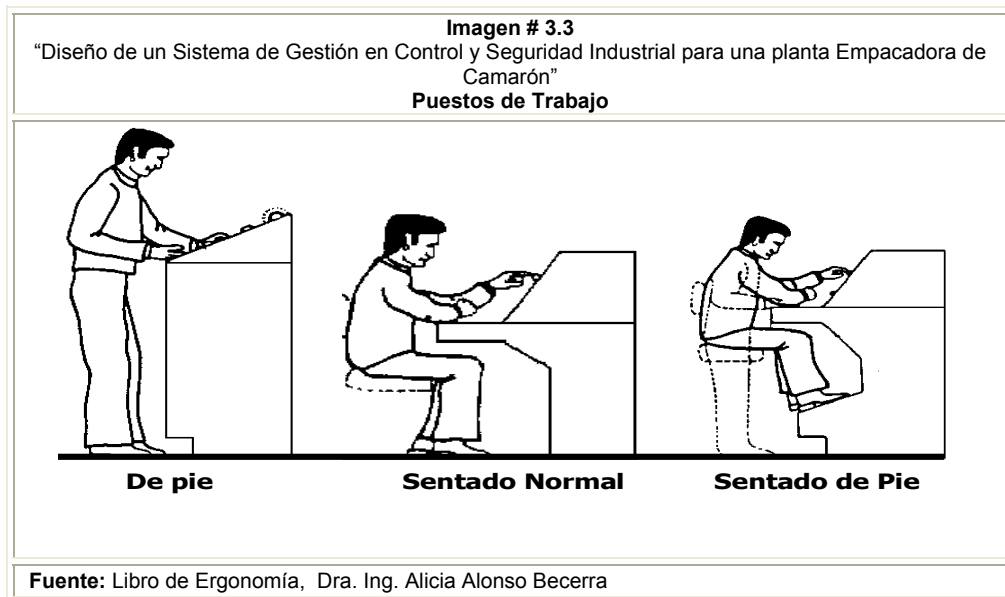 Imagen # 3.3
“Diseño de un Sistema de Gestión en Control y Seguridad Industrial para una planta Empacadora de
Camarón”
Puestos de Trabajo
De pie
Sentado Normal
Sentado de Pie
Fuente: Libro de Ergonomía, Dra. Ing. Alicia Alonso Becerra